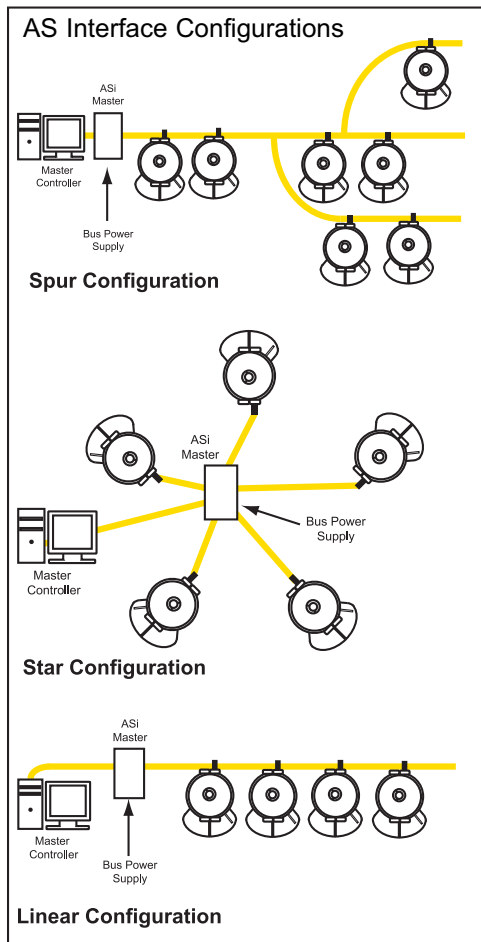 AS Interface Configurations
ASi
Master
Master
Controller
Bus Power
Supply
Spur Configuration
ASi
Master
Bus Power
Supply
Master
Controller
Star Configuration
ASi
Master
Master
Controller
Bus Power
Supply
Linear Configuration